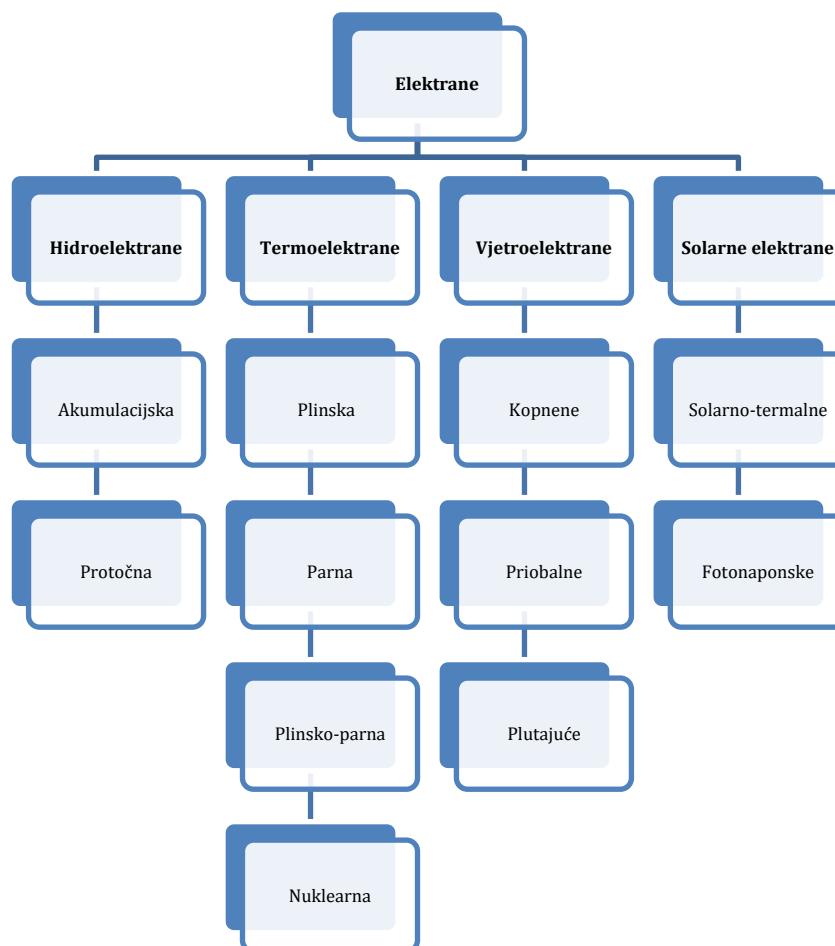 Elektrane
Hidroelektrane
Termoelektrane
Vjetroelektrane
Solarne elektrane
Akumulacijska
Plinska
Kopnene
Solarno-termalne
Protočna
Parna
Priobalne
Fotonaponske
Plinsko-parna
Plutajuće
Nuklearna